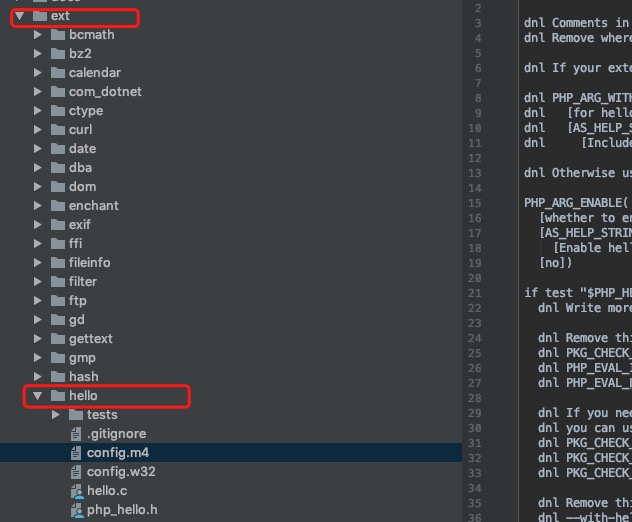 ext
bcmath
bz2
calendar
com_dotnet
ctype
curl
date
dba
dom
enchant
exif
ffi
fileinfo
filter
ftp
gd
gettext
gmp
hash
hello
tests
.gitignore
config.m4
config.w32
hello.c
php_hello.h
2
3 dnl Comments in
4 dnl Remove where
5
6 dnl If your exte
7
8 dnl PHP_ARG_WITH
9 dnl [for hello
10 dnl [AS_HELP_S
11 dnl [Include
12
13 dnl Otherwise us
14
15 PHP_ARG_ENABLE(
16 [whether to en
17 [AS_HELP_STRIN
18 [Enable hel
19 [no])
20
21 if test "$PHP_HE
22 dnl Write more
23
24 dnl Remove thi
25 dnl PKG_CHECK_
26 dnl PHP_EVAL_I
27 dnl PHP_EVAL_L
28
29 dnl If you nee
30 dnl you can us
31 dnl PKG_CHECK_
32 dnl PKG_CHECK_
33 dnl PKG_CHECK_
34
35 dnl Remove thi
36 dnl --with-hel